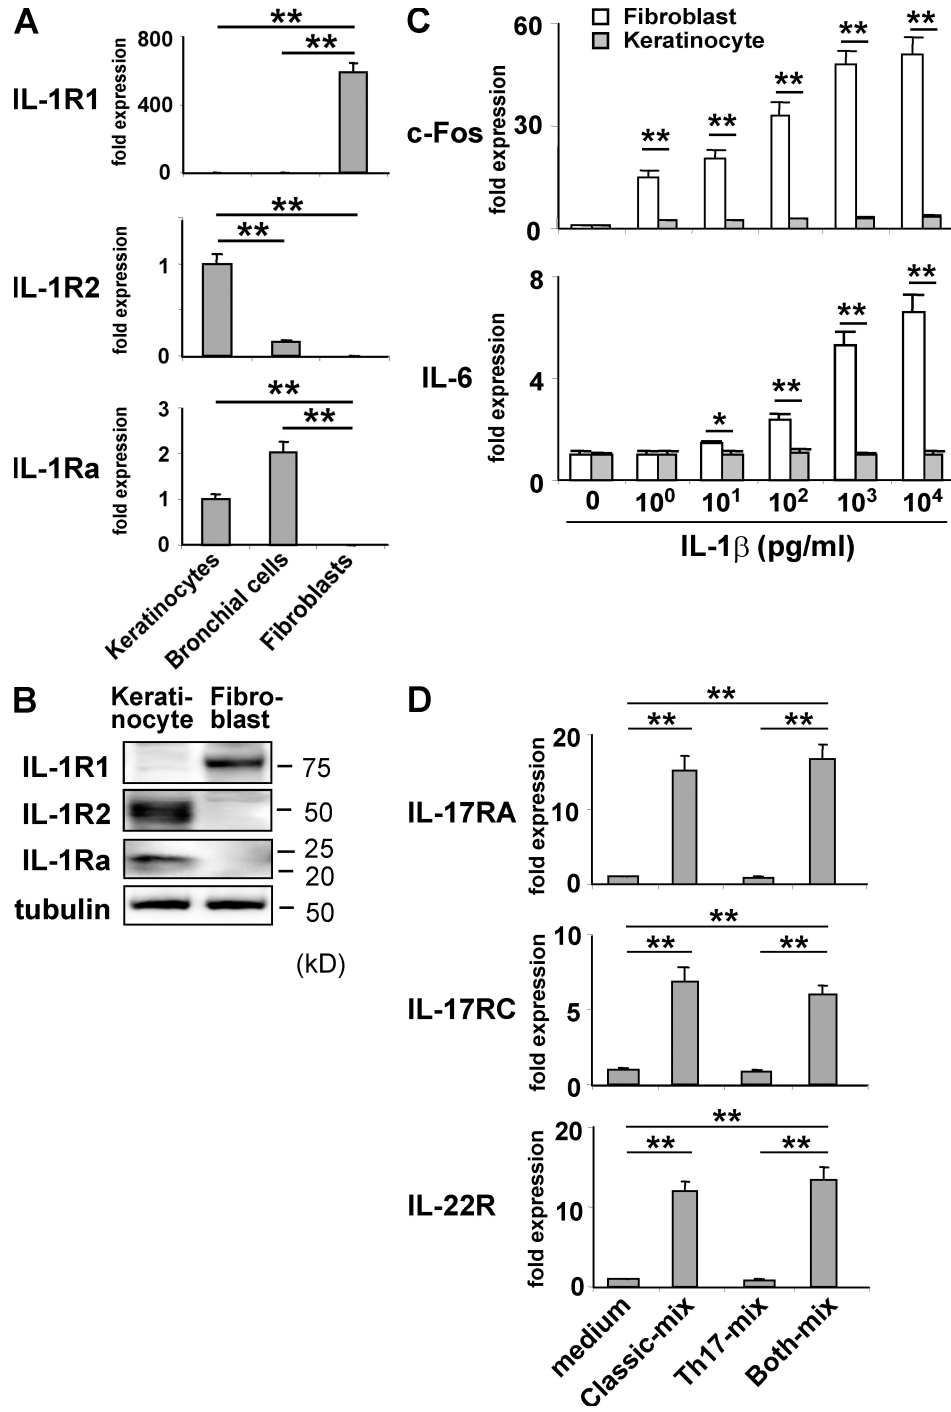 A
**
**
IL-1R1
fold expression
800
400
0
**
**
IL-1R2
fold expression
1
0
**
**
IL-1Ra
fold expression
3
2
1
0
Keratinocytes
Bronchial cells
Fibroblasts
B
Kerati-
nocyte
Fibro-
blast
IL-1R1
75
IL-1R2
50
IL-1Ra
25
20
tubulin
50
(kD)
C
Fibroblast
Keratinocyte
c-Fos
fold expression
60
30
0
** ** ** ** **
IL-6
fold expression
8
4
0
* ** ** **
0 10⁰ 10¹ 10² 10³ 10⁴
IL-1β (pg/ml)
D
**
** **
IL-17RA
fold expression
20
10
0
**
** **
IL-17RC
fold expression
10
5
0
**
** **
IL-22R
fold expression
20
10
0
medium
Classic-mix
Th17-mix
Both-mix